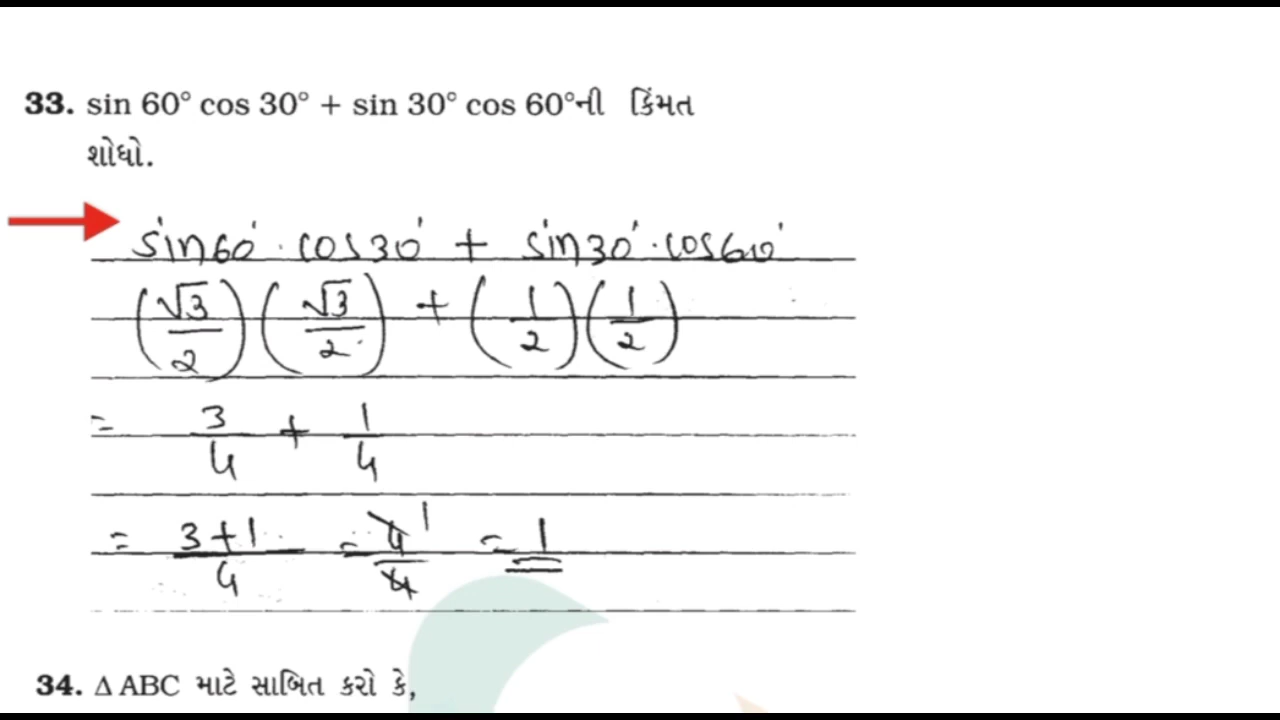 33. sin 60° cos 30° + sin 30° cos 60°ની કિંમત
શોધો.
sin60° · cos30° + sin30° · cos60°
(√3/2) (√3/2) + (1/2) (1/2)
= 3/4 + 1/4
= 3+1/4 = 4/4 1 = 1
34. Δ ABC માટે સાબિત કરો કે,